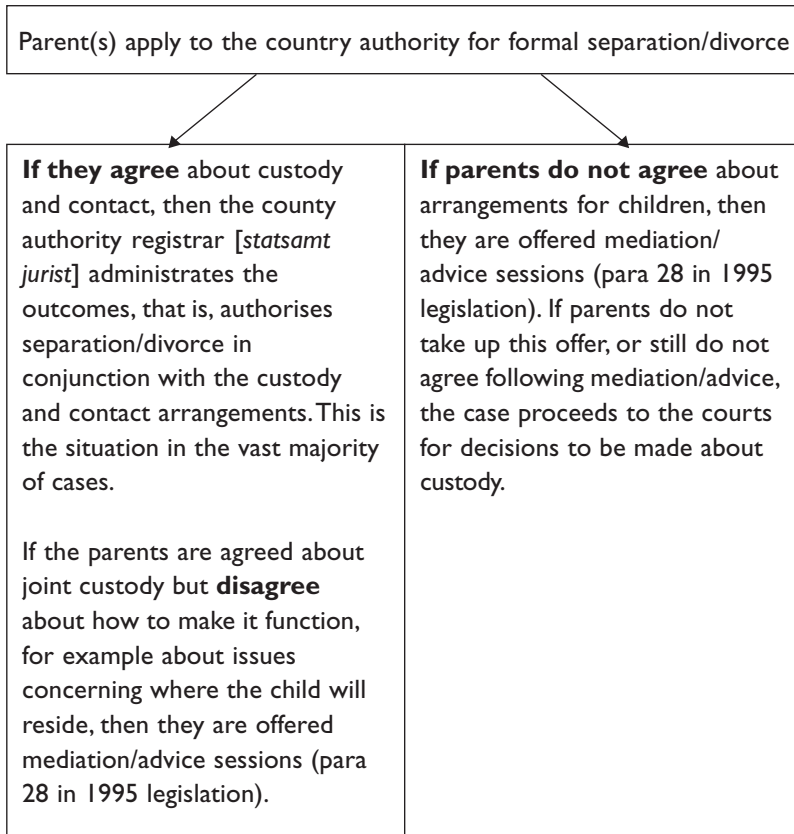 Parent(s) apply to the country authority for formal separation/divorce
If they agree about custody
and contact, then the county
authority registrar [statsamt
jurist] administrates the
outcomes, that is, authorises
separation/divorce in
conjunction with the custody
and contact arrangements. This is
the situation in the vast majority
of cases.
If the parents are agreed about
joint custody but disagree
about how to make it function,
for example about issues
concerning where the child will
reside, then they are offered
mediation/advice sessions (para
28 in 1995 legislation).
If parents do not agree about
arrangements for children, then
they are offered mediation/
advice sessions (para 28 in 1995
legislation). If parents do not
take up this offer, or still do not
agree following mediation/advice,
the case proceeds to the courts
for decisions to be made about
custody.